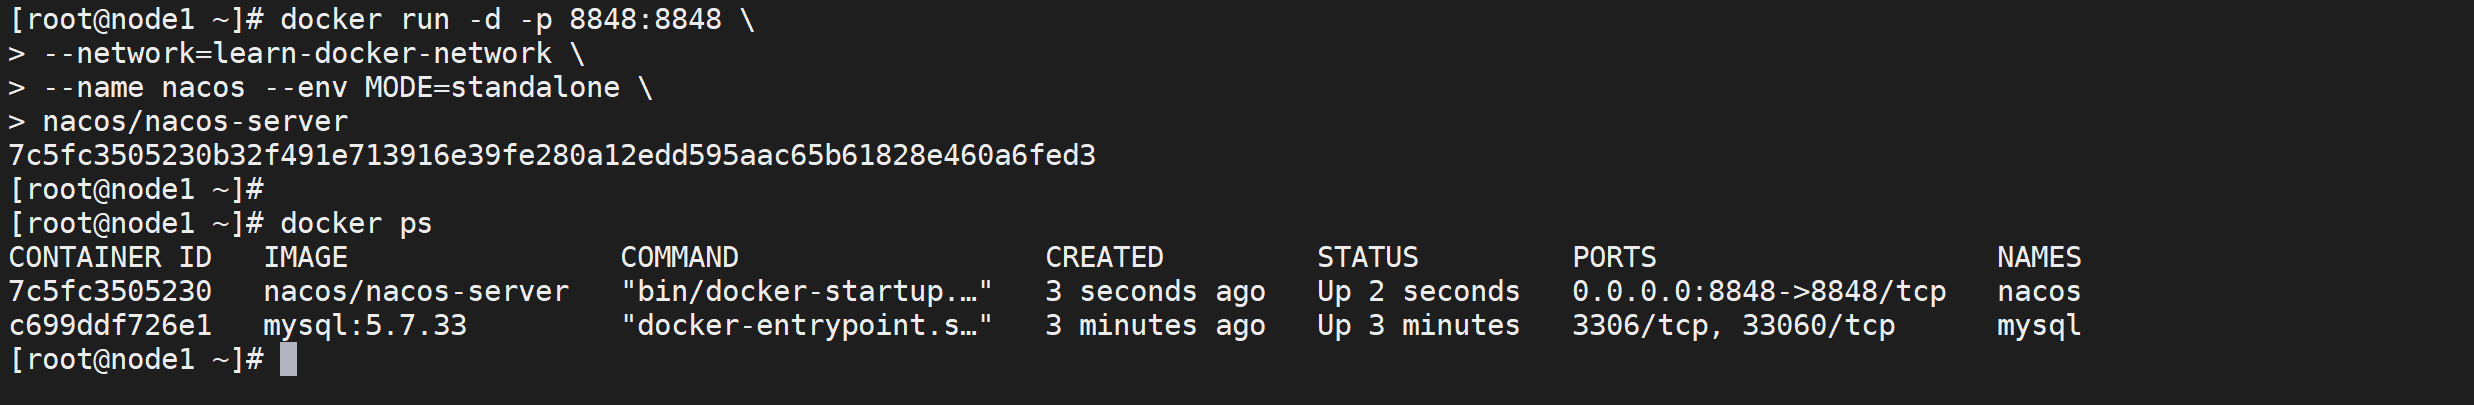 [root@node1 ~]# docker run -d -p 8848:8848 \
> --network=learn-docker-network \
> --name nacos --env MODE=standalone \
> nacos/nacos-server
7c5fc3505230b32f491e713916e39fe280a12edd595aac65b61828e460a6fed3
[root@node1 ~]#
[root@node1 ~]# docker ps
CONTAINER ID   IMAGE                COMMAND                  CREATED         STATUS         PORTS                    NAMES
7c5fc3505230   nacos/nacos-server   "bin/docker-startup.…"   3 seconds ago   Up 2 seconds   0.0.0.0:8848->8848/tcp   nacos
c699ddf726e1   mysql:5.7.33         "docker-entrypoint.s…"   3 minutes ago   Up 3 minutes   3306/tcp, 33060/tcp      mysql
[root@node1 ~]#